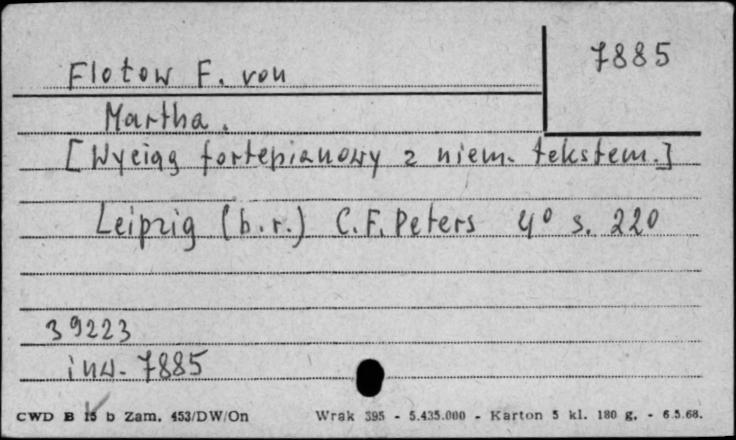 7885
Flotow F. von
Martha.
[Wyciąg fortepianowy z niem. tekstem.]
Leipzig (b.r.) C.F. Peters 4° s. 220
39223
inw. 7885
CWD B 15 b Zam. 453/DW/On Wrak 395 - 5.435.000 - Karton 5 kl. 180 g. - 6.5.68.